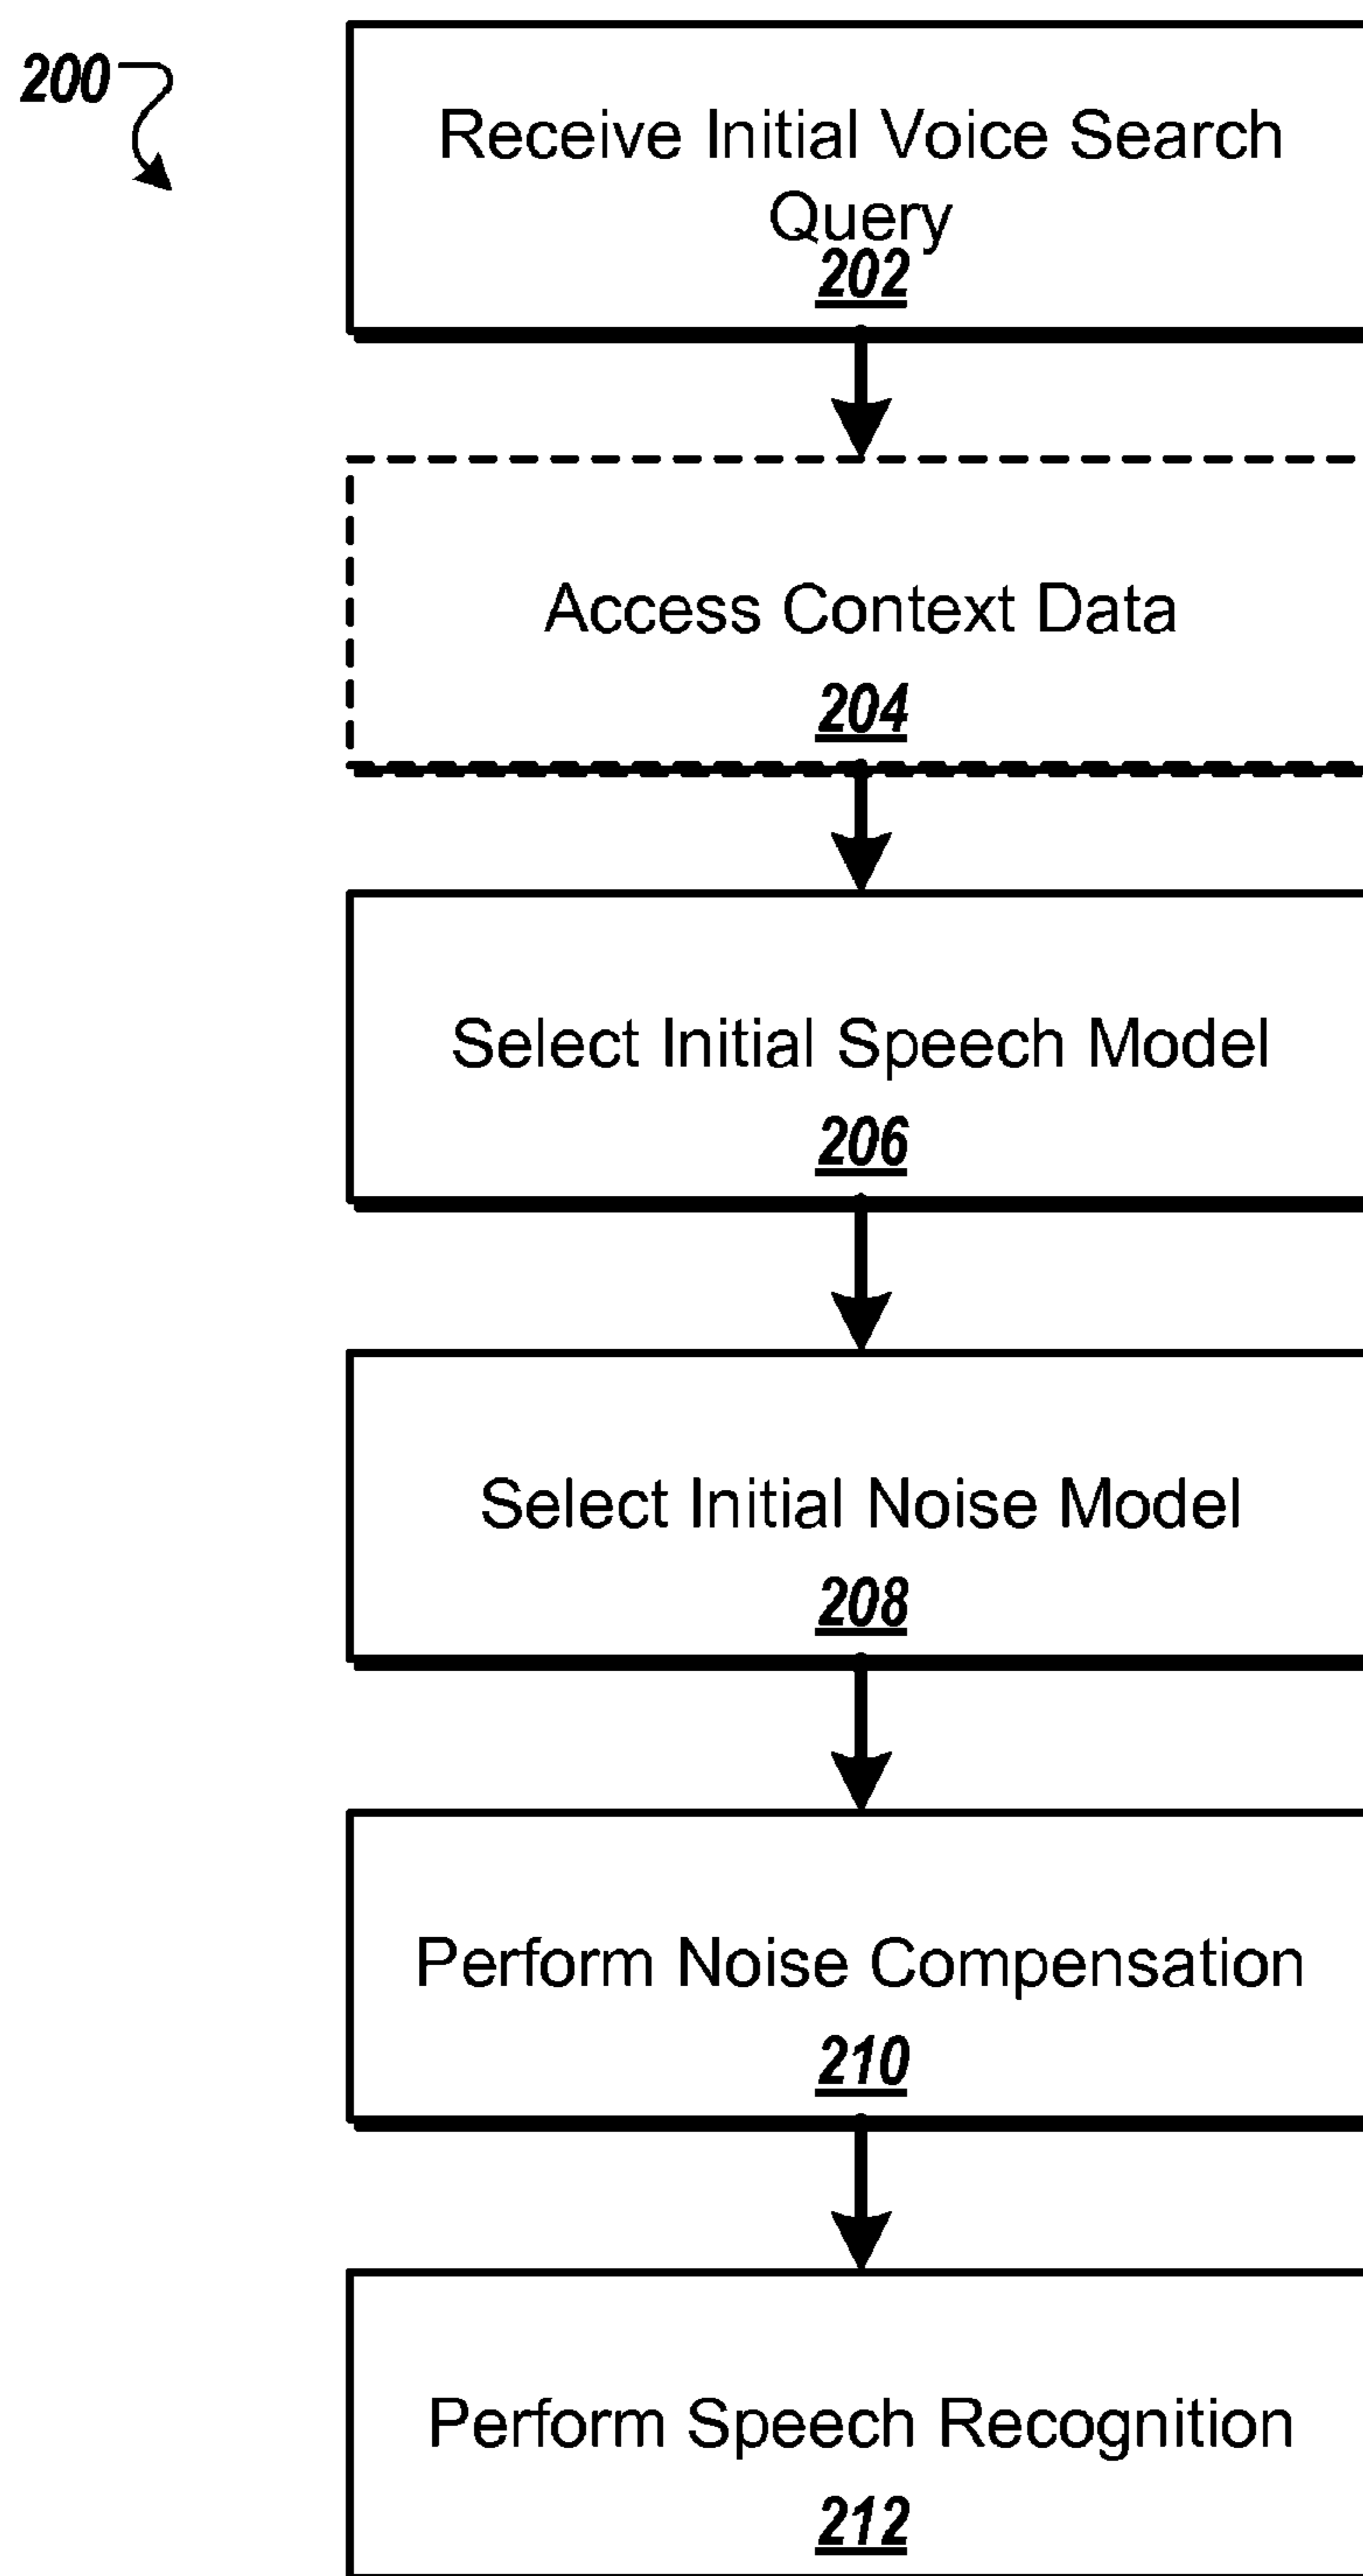 200
Receive Initial Voice Search
Query
202
Access Context Data
204
Select Initial Speech Model
206
Select Initial Noise Model
208
Perform Noise Compensation
210
Perform Speech Recognition
212